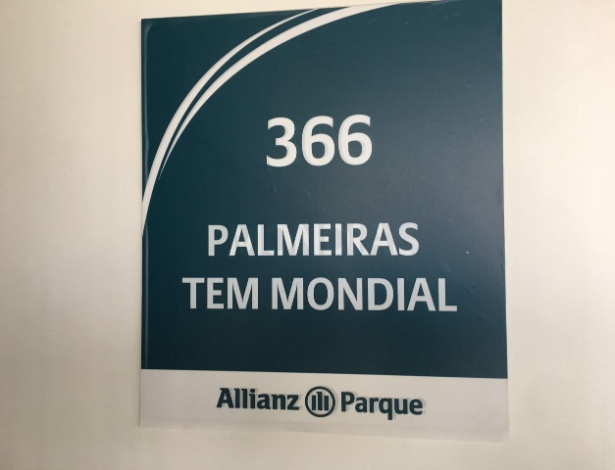 366
PALMEIRAS
TEM MONDIAL
Allianz Parque